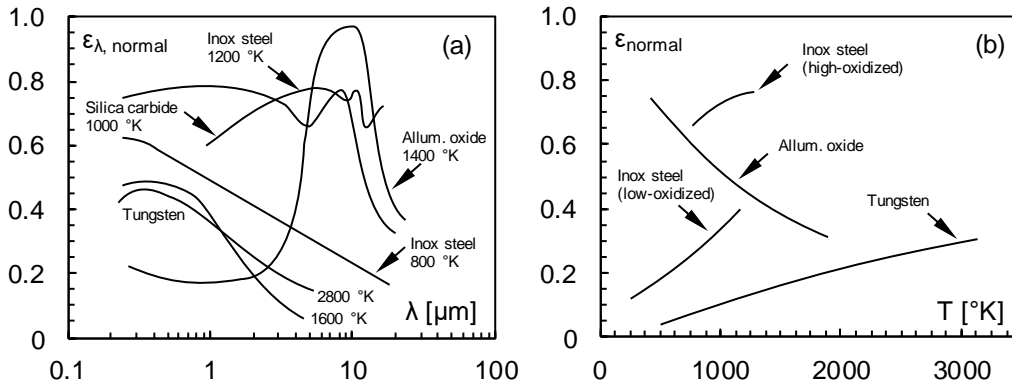 1.0
0.8
0.6
0.4
0.2
0
ελ, normal
(a)
Inox steel
1200 °K
Silica carbide
1000 °K
Allum. oxide
1400 °K
Tungsten
Inox steel
800 °K
2800 °K
1600 °K
λ [µm]
0.1
1
10
100
1.0
0.8
0.6
0.4
0.2
0
εnormal
(b)
Inox steel
(high-oxidized)
Allum. oxide
Inox steel
(low-oxidized)
Tungsten
T [°K]
0
1000
2000
3000